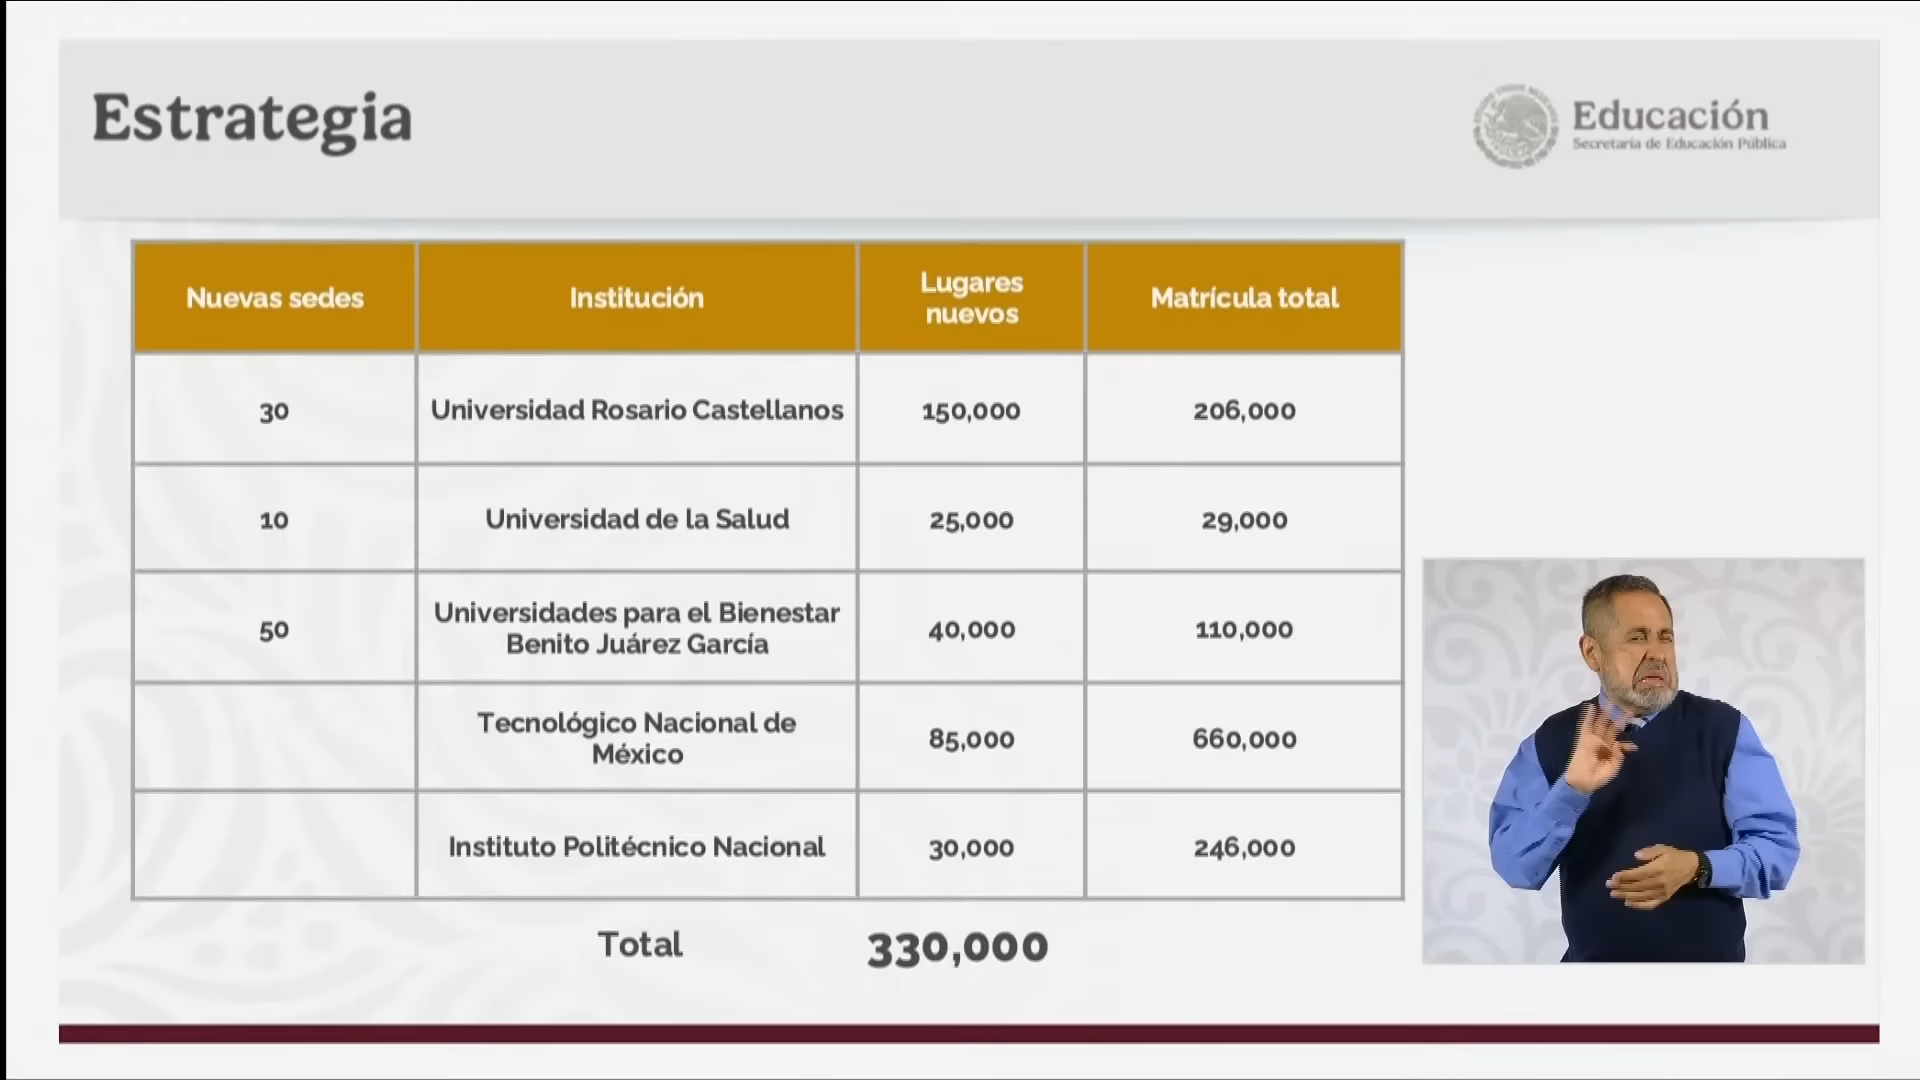 Estrategia
Educación
Secretaría de Educación Pública
Nuevas sedes
Institución
Lugares
nuevos
Matrícula total
30
Universidad Rosario Castellanos
150,000
206,000
10
Universidad de la Salud
25,000
29,000
50
Universidades para el Bienestar
Benito Juárez García
40,000
110,000
Tecnológico Nacional de
México
85,000
660,000
Instituto Politécnico Nacional
30,000
246,000
Total
330,000